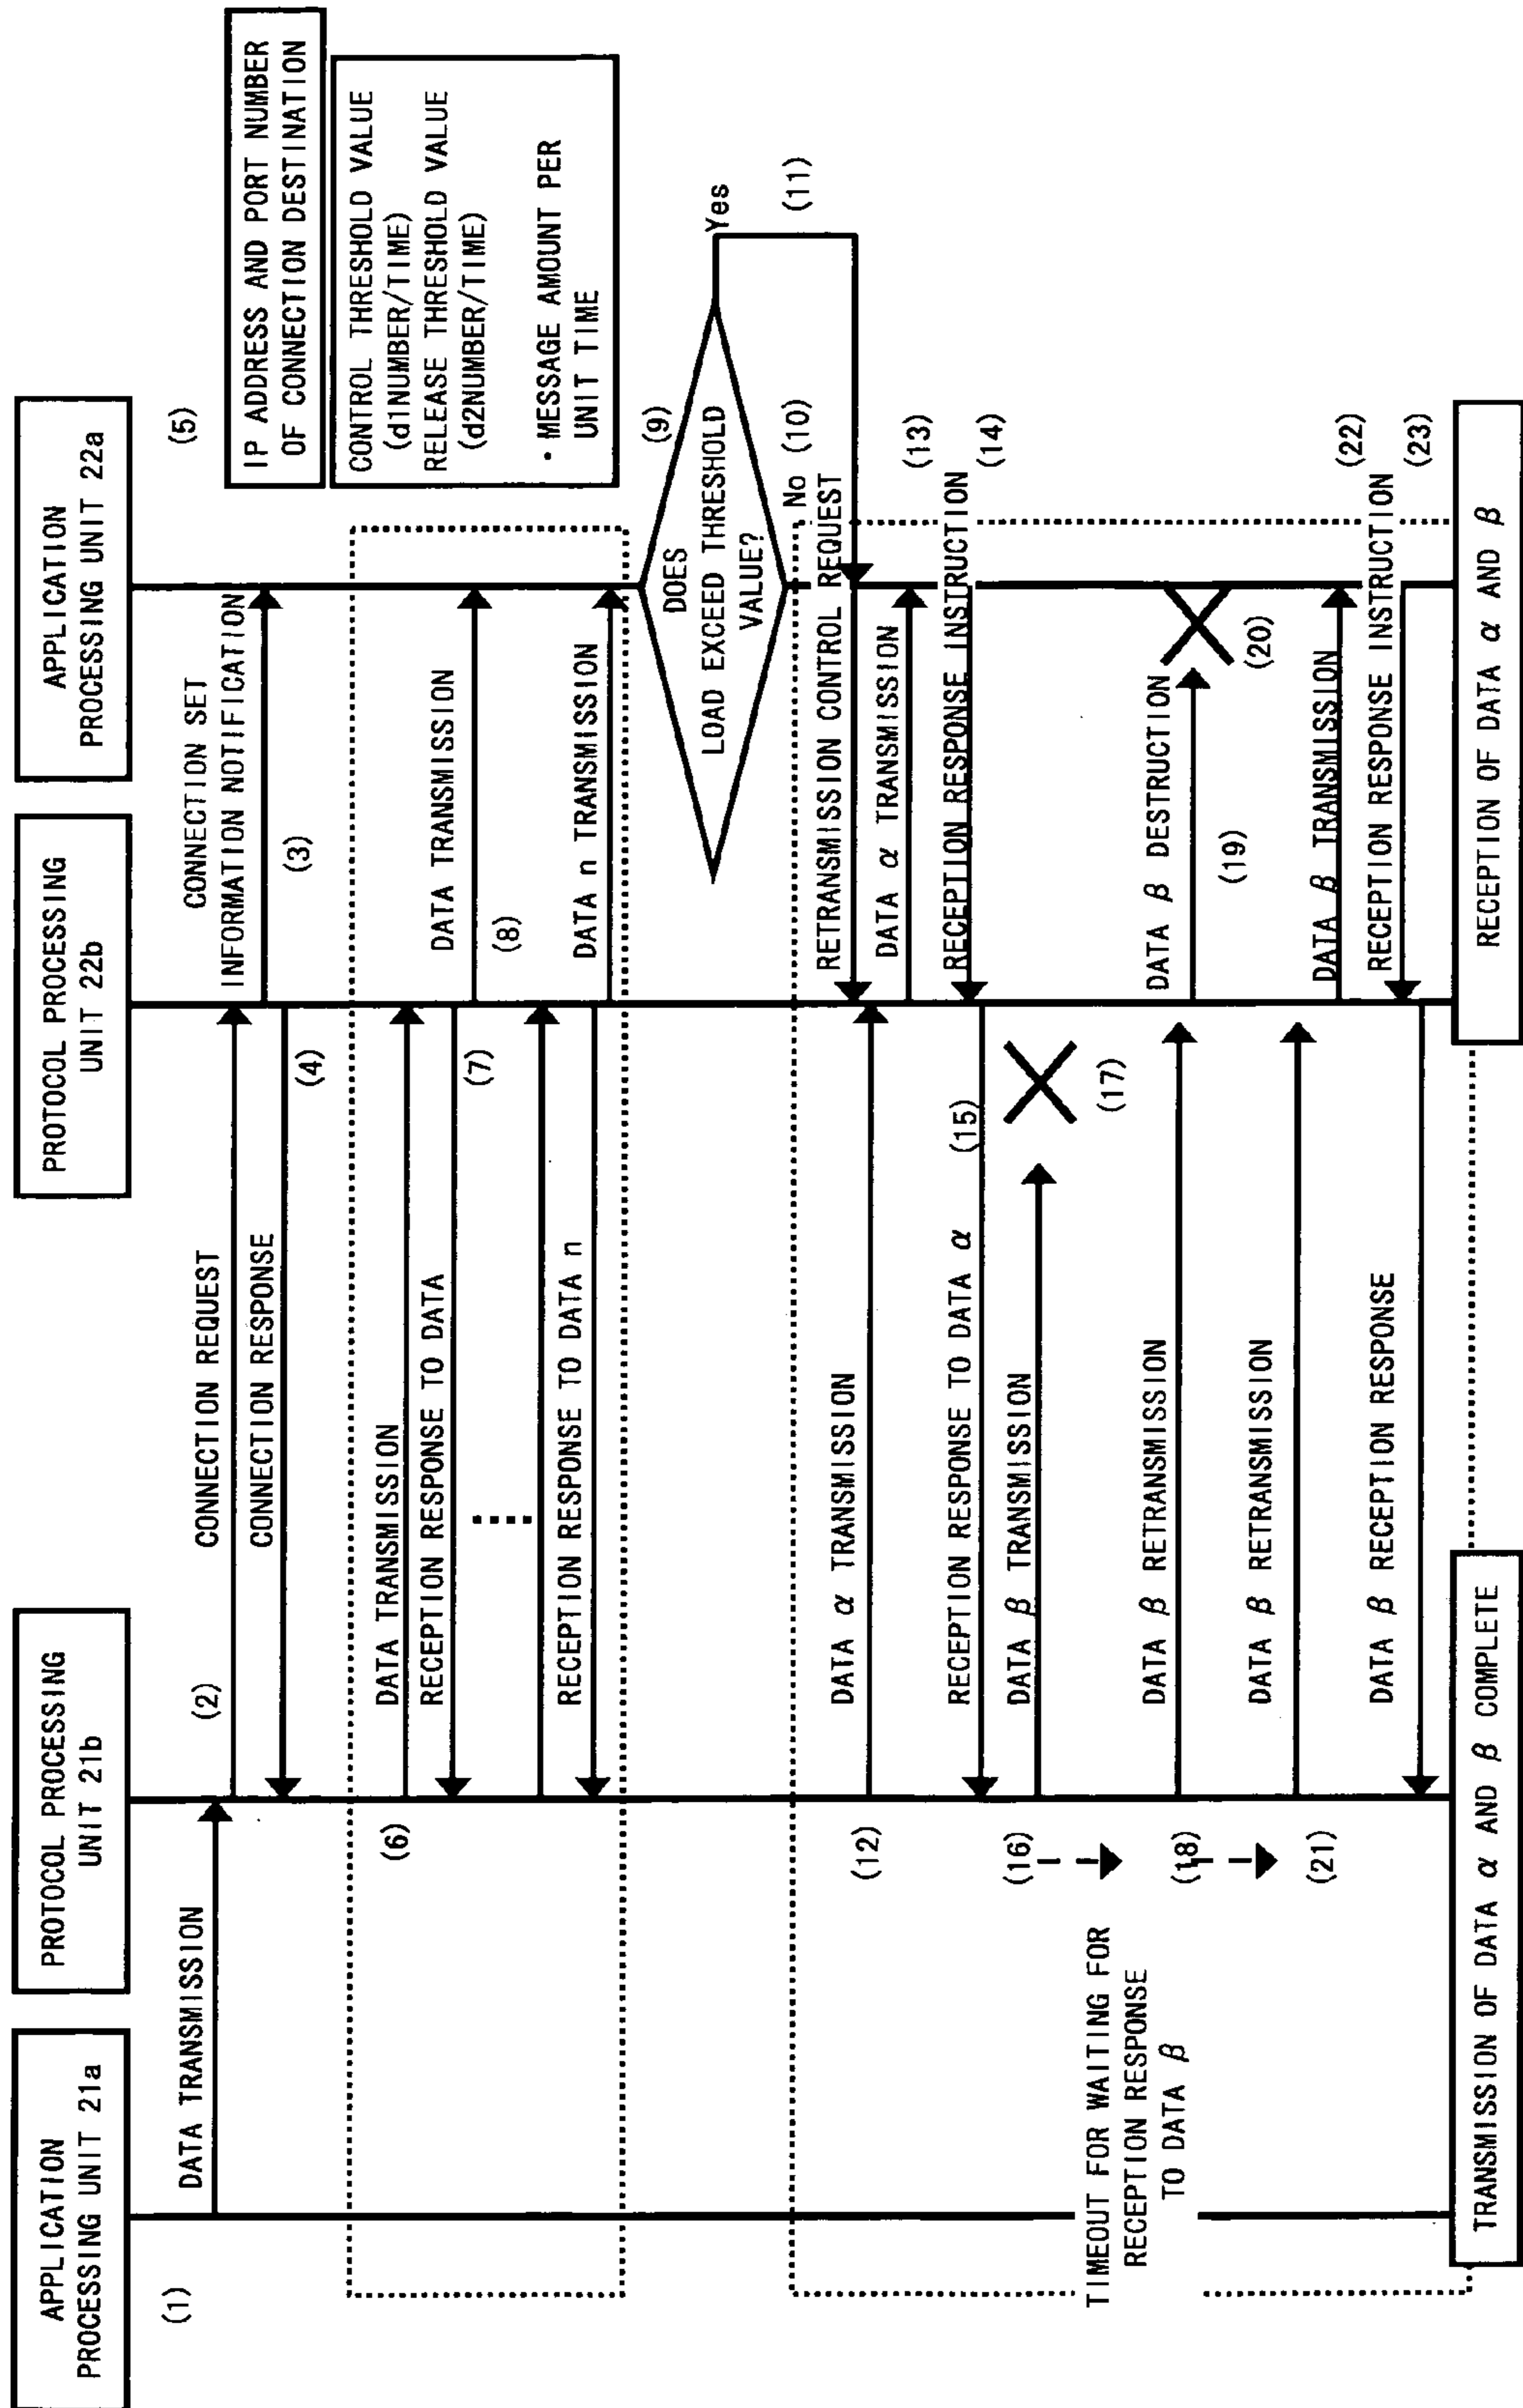 APPLICATION
PROCESSING UNIT 21a
PROTOCOL PROCESSING
UNIT 21b
PROTOCOL PROCESSING
UNIT 22b
APPLICATION
PROCESSING UNIT 22a
(1)
DATA TRANSMISSION
(2)
CONNECTION REQUEST
CONNECTION RESPONSE
(4)
CONNECTION SET
INFORMATION NOTIFICATION
(3)
(5)
IP ADDRESS AND PORT NUMBER
OF CONNECTION DESTINATION
CONTROL THRESHOLD VALUE
(d1NUMBER/TIME)
RELEASE THRESHOLD VALUE
(d2NUMBER/TIME)
・MESSAGE AMOUNT PER
UNIT TIME
(6)
DATA TRANSMISSION
RECEPTION RESPONSE TO DATA
(7)
DATA TRANSMISSION
(8)
RECEPTION RESPONSE TO DATA n
DATA n TRANSMISSION
(9)
DOES
LOAD EXCEED THRESHOLD
VALUE?
Yes
(11)
No (10)
RETRANSMISSION CONTROL REQUEST
(12)
DATA α TRANSMISSION
DATA α TRANSMISSION
(13)
RECEPTION RESPONSE INSTRUCTION
(14)
RECEPTION RESPONSE TO DATA α
(15)
(16)
DATA β TRANSMISSION
(17)
TIMEOUT FOR WAITING FOR
RECEPTION RESPONSE
TO DATA β
(18)
DATA β RETRANSMISSION
DATA β DESTRUCTION
(19)
(20)
(21)
DATA β RETRANSMISSION
DATA β TRANSMISSION
(22)
RECEPTION RESPONSE INSTRUCTION
(23)
DATA β RECEPTION RESPONSE
TRANSMISSION OF DATA α AND β COMPLETE
RECEPTION OF DATA α AND β